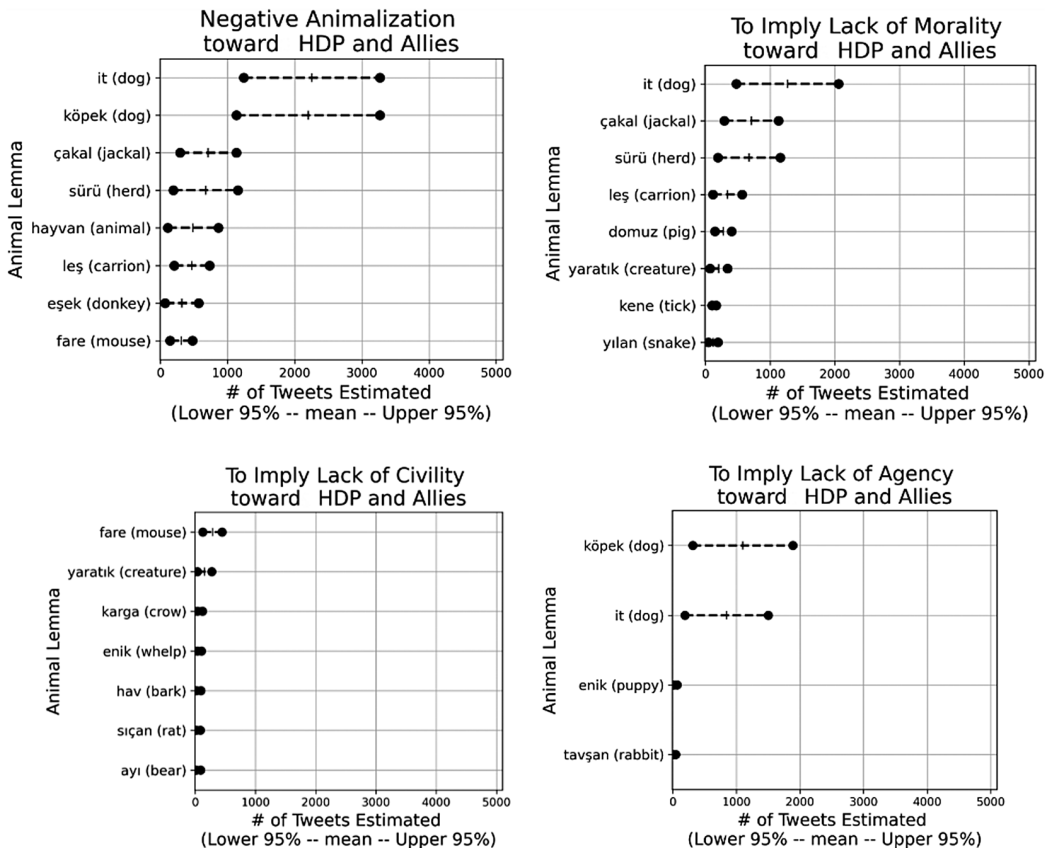 Negative Animalization
toward HDP and Allies
Animal Lemma
it (dog)
köpek (dog)
çakal (jackal)
sürü (herd)
hayvan (animal)
leş (carrion)
eşek (donkey)
fare (mouse)
0 1000 2000 3000 4000 5000
# of Tweets Estimated
(Lower 95% -- mean -- Upper 95%)
To Imply Lack of Morality
toward HDP and Allies
Animal Lemma
it (dog)
çakal (jackal)
sürü (herd)
leş (carrion)
domuz (pig)
yaratık (creature)
kene (tick)
yılan (snake)
0 1000 2000 3000 4000 5000
# of Tweets Estimated
(Lower 95% -- mean -- Upper 95%)
To Imply Lack of Civility
toward HDP and Allies
Animal Lemma
fare (mouse)
yaratık (creature)
karga (crow)
enik (whelp)
hav (bark)
sıçan (rat)
ayı (bear)
0 1000 2000 3000 4000 5000
# of Tweets Estimated
(Lower 95% -- mean -- Upper 95%)
To Imply Lack of Agency
toward HDP and Allies
Animal Lemma
köpek (dog)
it (dog)
enik (puppy)
tavşan (rabbit)
0 1000 2000 3000 4000 5000
# of Tweets Estimated
(Lower 95% -- mean -- Upper 95%)